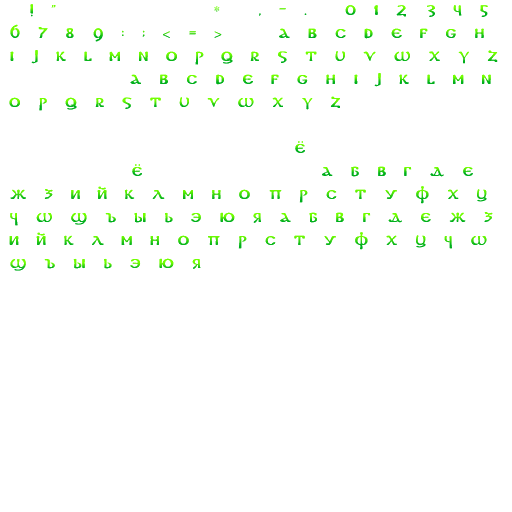 ! " * , - . 0 1 2 3 4 5
6 7 8 9 : ; < = > A B C D E F G H
I J K L M N O P Q R S T U V W X Y Z
A B C D E F G H I J K L M N
O P Q R S T U V W X Y Z
Ё
Ё А Б В Г Д Е
Ж З И Й К Л М Н О П Р С Т У Ф Х Ц
Ч Ш Щ Ъ Ы Ь Э Ю Я А Б В Г Д Е Ж З
И Й К Л М Н О П Р С Т У Ф Х Ц Ч Ш
Щ Ъ Ы Ь Э Ю Я